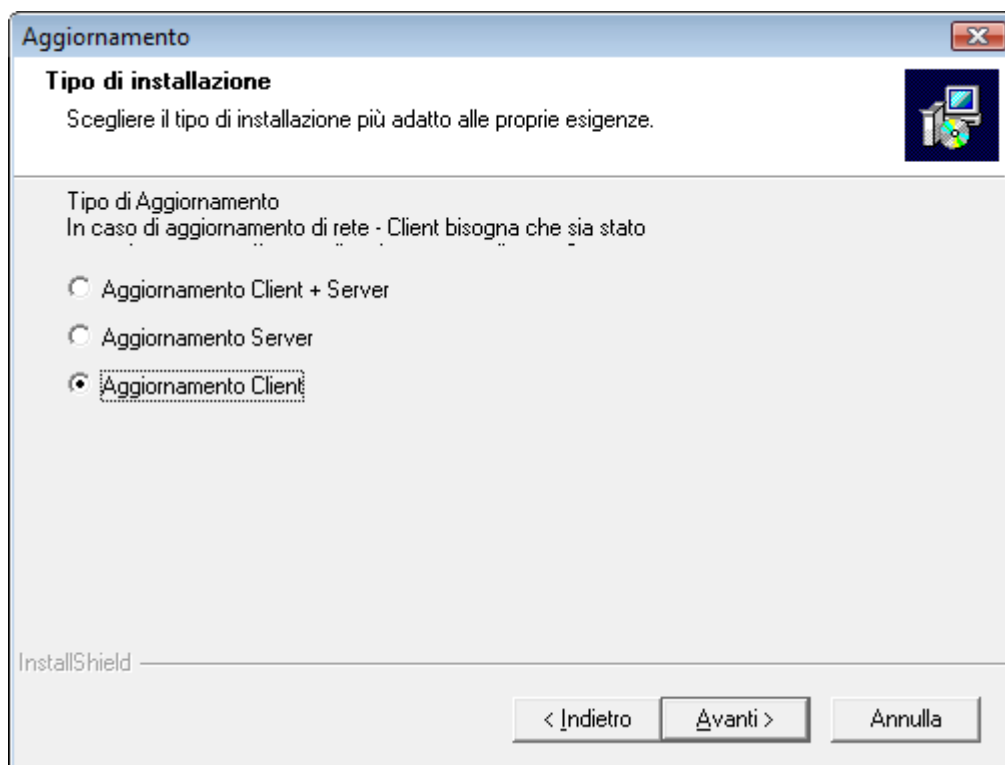 Aggiornamento
Tipo di installazione
Scegliere il tipo di installazione più adatto alle proprie esigenze.
Tipo di Aggiornamento
In caso di aggiornamento di rete - Client bisogna che sia stato
Aggiornamento Client + Server
Aggiornamento Server
Aggiornamento Client
InstallShield
< Indietro
Avanti >
Annulla